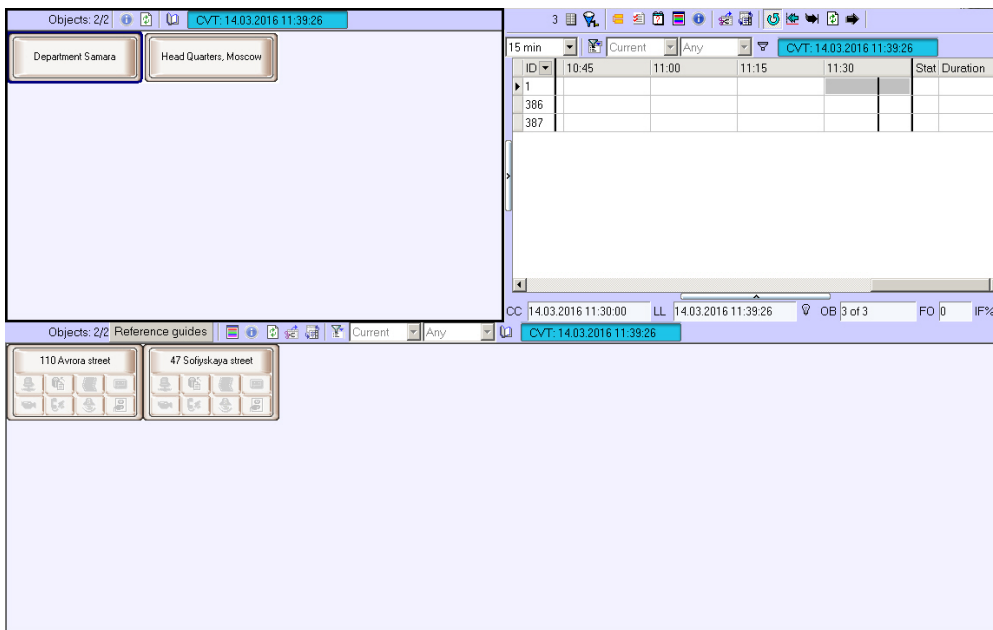 Objects: 2/2 CVT: 14.03.2016 11:39:26
Department Samara
Head Quarters, Moscow
3
15 min Current Any CVT: 14.03.2016 11:39:26
ID 10:45 11:00 11:15 11:30 Stat Duration
1
386
387
CC 14.03.2016 11:30:00 LL 14.03.2016 11:39:26 OB 3 of 3 FO 0 IF%
Objects: 2/2 Reference guides Current Any CVT: 14.03.2016 11:39:26
110 Avrora street
47 Sofiyskaya street